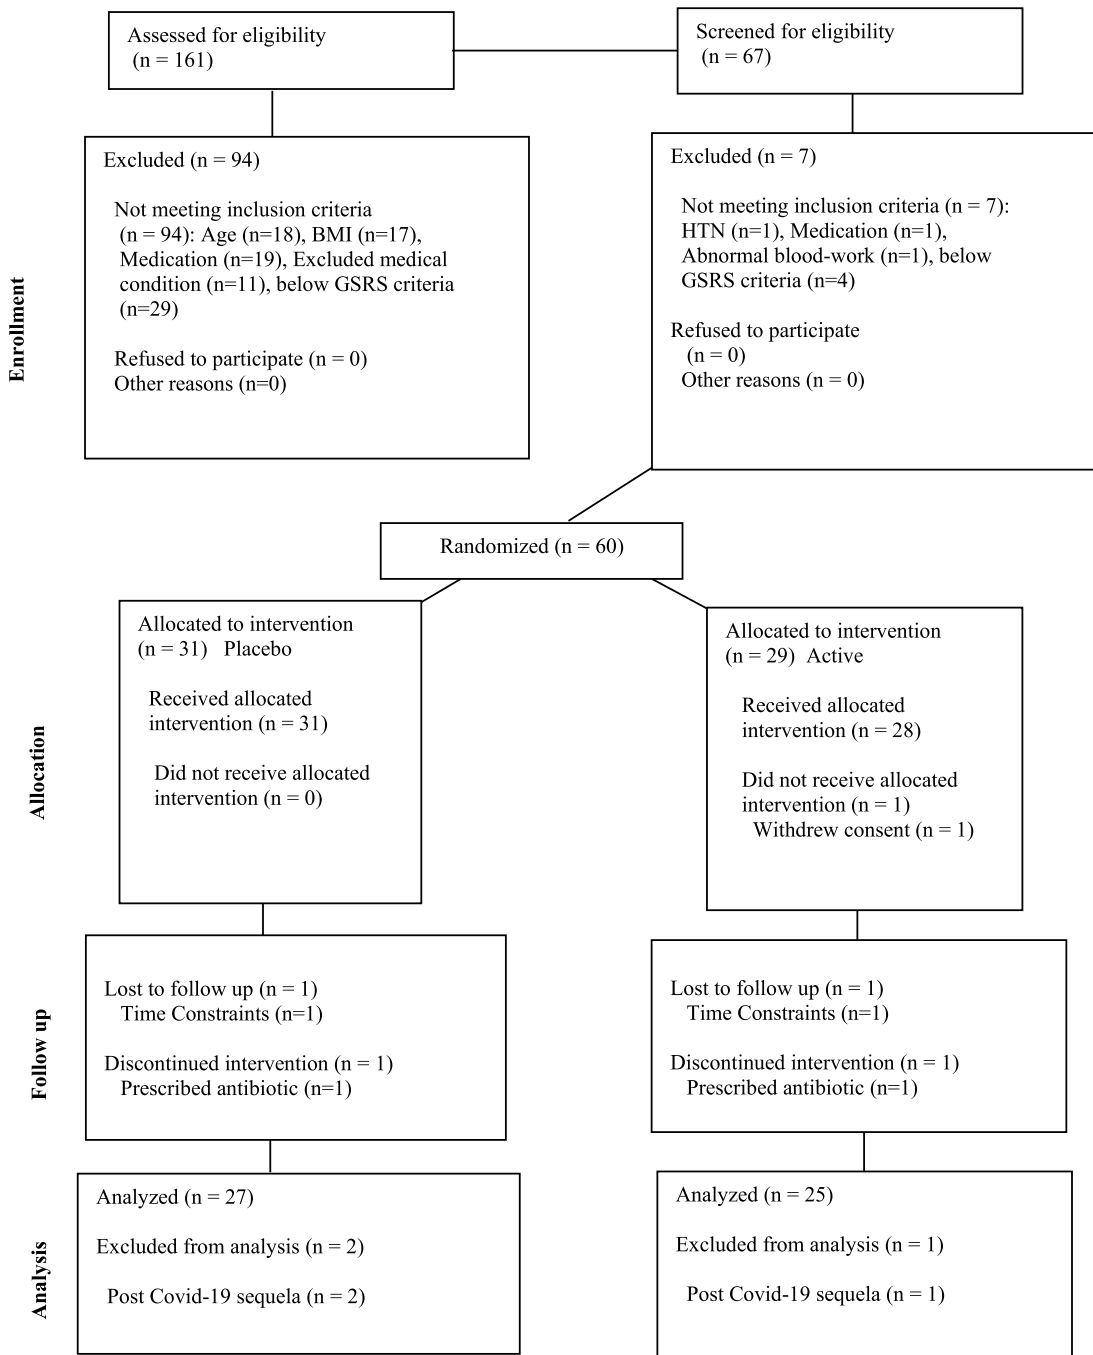 Assessed for eligibility
(n = 161)
Screened for eligibility
(n = 67)
Enrollment
Excluded (n = 94)
Not meeting inclusion criteria
(n = 94): Age (n=18), BMI (n=17),
Medication (n=19), Excluded medical
condition (n=11), below GSRS criteria
(n=29)
Refused to participate (n = 0)
Other reasons (n=0)
Excluded (n = 7)
Not meeting inclusion criteria (n = 7):
HTN (n=1), Medication (n=1),
Abnormal blood-work (n=1), below
GSRS criteria (n=4)
Refused to participate
(n = 0)
Other reasons (n = 0)
Randomized (n = 60)
Allocation
Allocated to intervention
(n = 31) Placebo
Received allocated
intervention (n = 31)
Did not receive allocated
intervention (n = 0)
Allocated to intervention
(n = 29) Active
Received allocated
intervention (n = 28)
Did not receive allocated
intervention (n = 1)
Withdrew consent (n = 1)
Follow up
Lost to follow up (n = 1)
Time Constraints (n=1)
Discontinued intervention (n = 1)
Prescribed antibiotic (n=1)
Lost to follow up (n = 1)
Time Constraints (n=1)
Discontinued intervention (n = 1)
Prescribed antibiotic (n=1)
Analysis
Analyzed (n = 27)
Excluded from analysis (n = 2)
Post Covid-19 sequela (n = 2)
Analyzed (n = 25)
Excluded from analysis (n = 1)
Post Covid-19 sequela (n = 1)